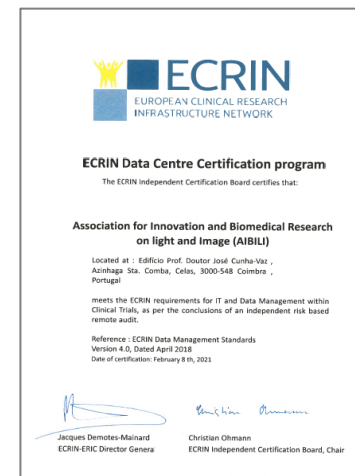 ECRIN
EUROPEAN CLINICAL RESEARCH
INFRASTRUCTURE NETWORK
ECRIN Data Centre Certification program
The ECRIN Independent Certification Board certifies that:
Association for Innovation and Biomedical Research
on light and Image (AIBILI)
Located at : Edifício Prof. Doutor José Cunha-Vaz ,
Azinhaga Sta. Comba, Celas, 3000-548 Coimbra ,
Portugal
meets the ECRIN requirements for IT and Data Management within
Clinical Trials, as per the conclusions of an independent risk based
remote audit.
Reference : ECRIN Data Management Standards
Version 4.0, Dated April 2018
Date of certification: February 8 th, 2021
Christian Ohmann
Jacques Demotes-Mainard
Christian Ohmann
ECRIN-ERIC Director Genera
ECRIN Independent Certification Board, Chair